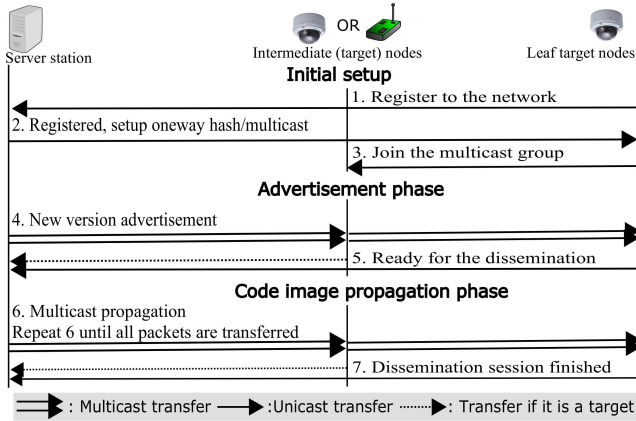 OR
Server station
Intermediate (target) nodes
Leaf target nodes
Initial setup
1. Register to the network
2. Registered, setup oneway hash/multicast
3. Join the multicast group
Advertisement phase
4. New version advertisement
5. Ready for the dissemination
Code image propagation phase
6. Multicast propagation
Repeat 6 until all packets are transferred
7. Dissemination session finished
: Multicast transfer :Unicast transfer : Transfer if it is a target